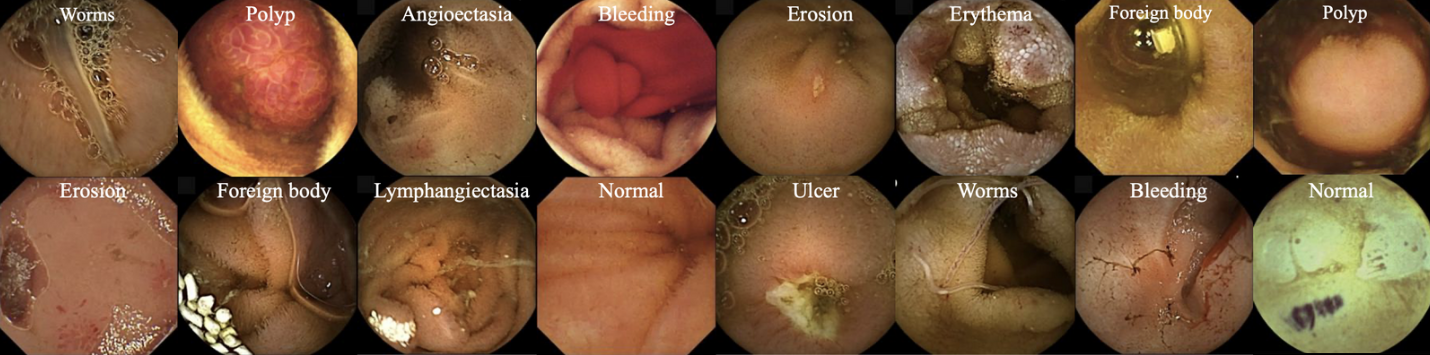 Worms
Polyp
Angioectasia
Bleeding
Erosion
Erythema
Foreign body
Polyp
Erosion
Foreign body
Lymphangiectasia
Normal
Ulcer
Worms
Bleeding
Normal